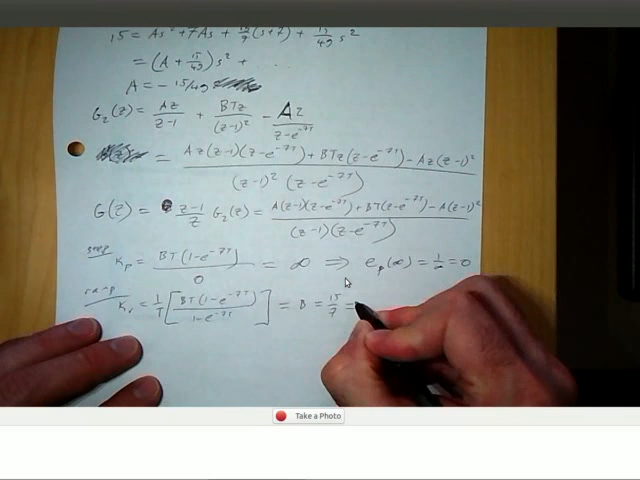 15 = As² + 7As + 15/7 (s+7) + 15/49 s²
= (A + 15/49) s² + ...
A = - 15/49
G₂(z) = Az/(z-1) + BTz/(z-1)² - Az/(z-e^-7T)
= (Az(z-1)(z-e^-7T) + BTz(z-e^-7T) - Az(z-1)²)/((z-1)² (z-e^-7T))
G(z) = (z-1)/z G₂(z) = (A(z-1)(z-e^-7T) + BT(z-e^-7T) - A(z-1)²)/((z-1)(z-e^-7T))
step Kp = BT(1-e^-7T)/0 = ∞ ⇒ ep(∞) = 1/∞ = 0
ramp Kv = 1/T [BT(1-e^-7T)/(1-e^-7T)] = B = 15/7 =
Take a Photo